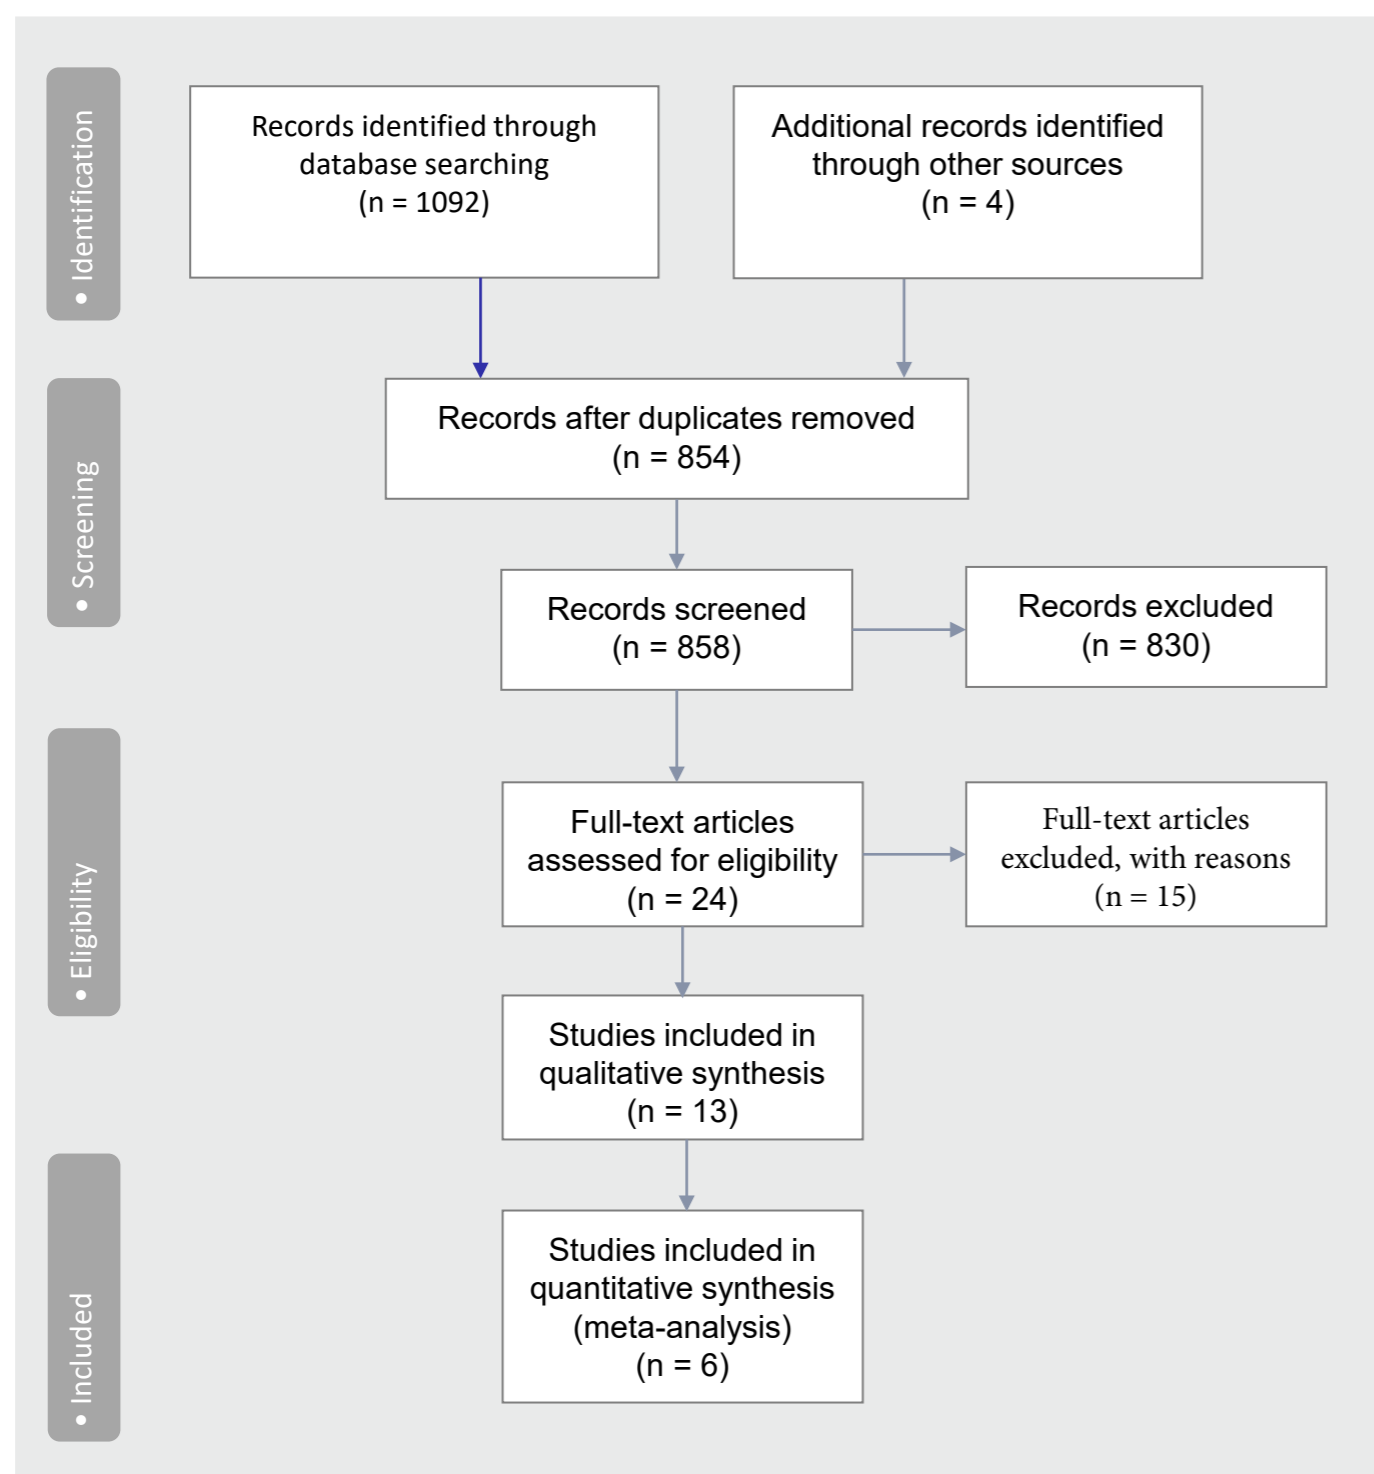 • Identification
Records identified through
database searching
(n = 1092)
Additional records identified
through other sources
(n = 4)
• Screening
Records after duplicates removed
(n = 854)
Records screened
(n = 858)
Records excluded
(n = 830)
• Eligibility
Full-text articles
assessed for eligibility
(n = 24)
Full-text articles
excluded, with reasons
(n = 15)
Studies included in
qualitative synthesis
(n = 13)
• Included
Studies included in
quantitative synthesis
(meta-analysis)
(n = 6)